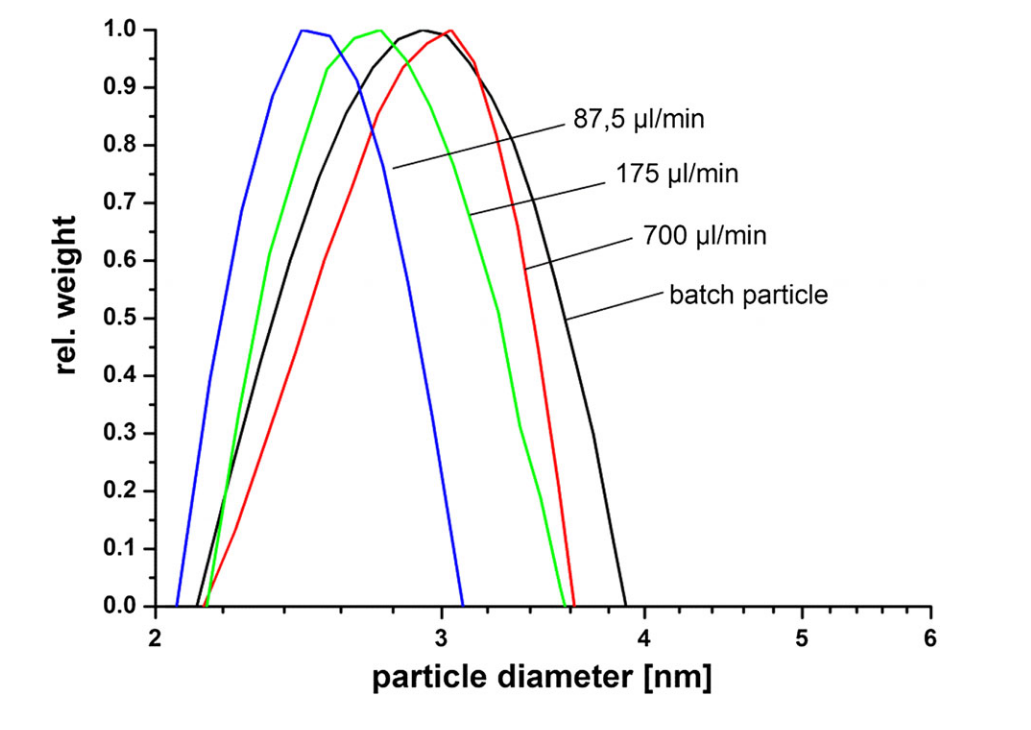 1.0
0.9
0.8
0.7
0.6
0.5
0.4
0.3
0.2
0.1
0.0
rel. weight
87,5 µl/min
175 µl/min
700 µl/min
batch particle
2 3 4 5 6
particle diameter [nm]